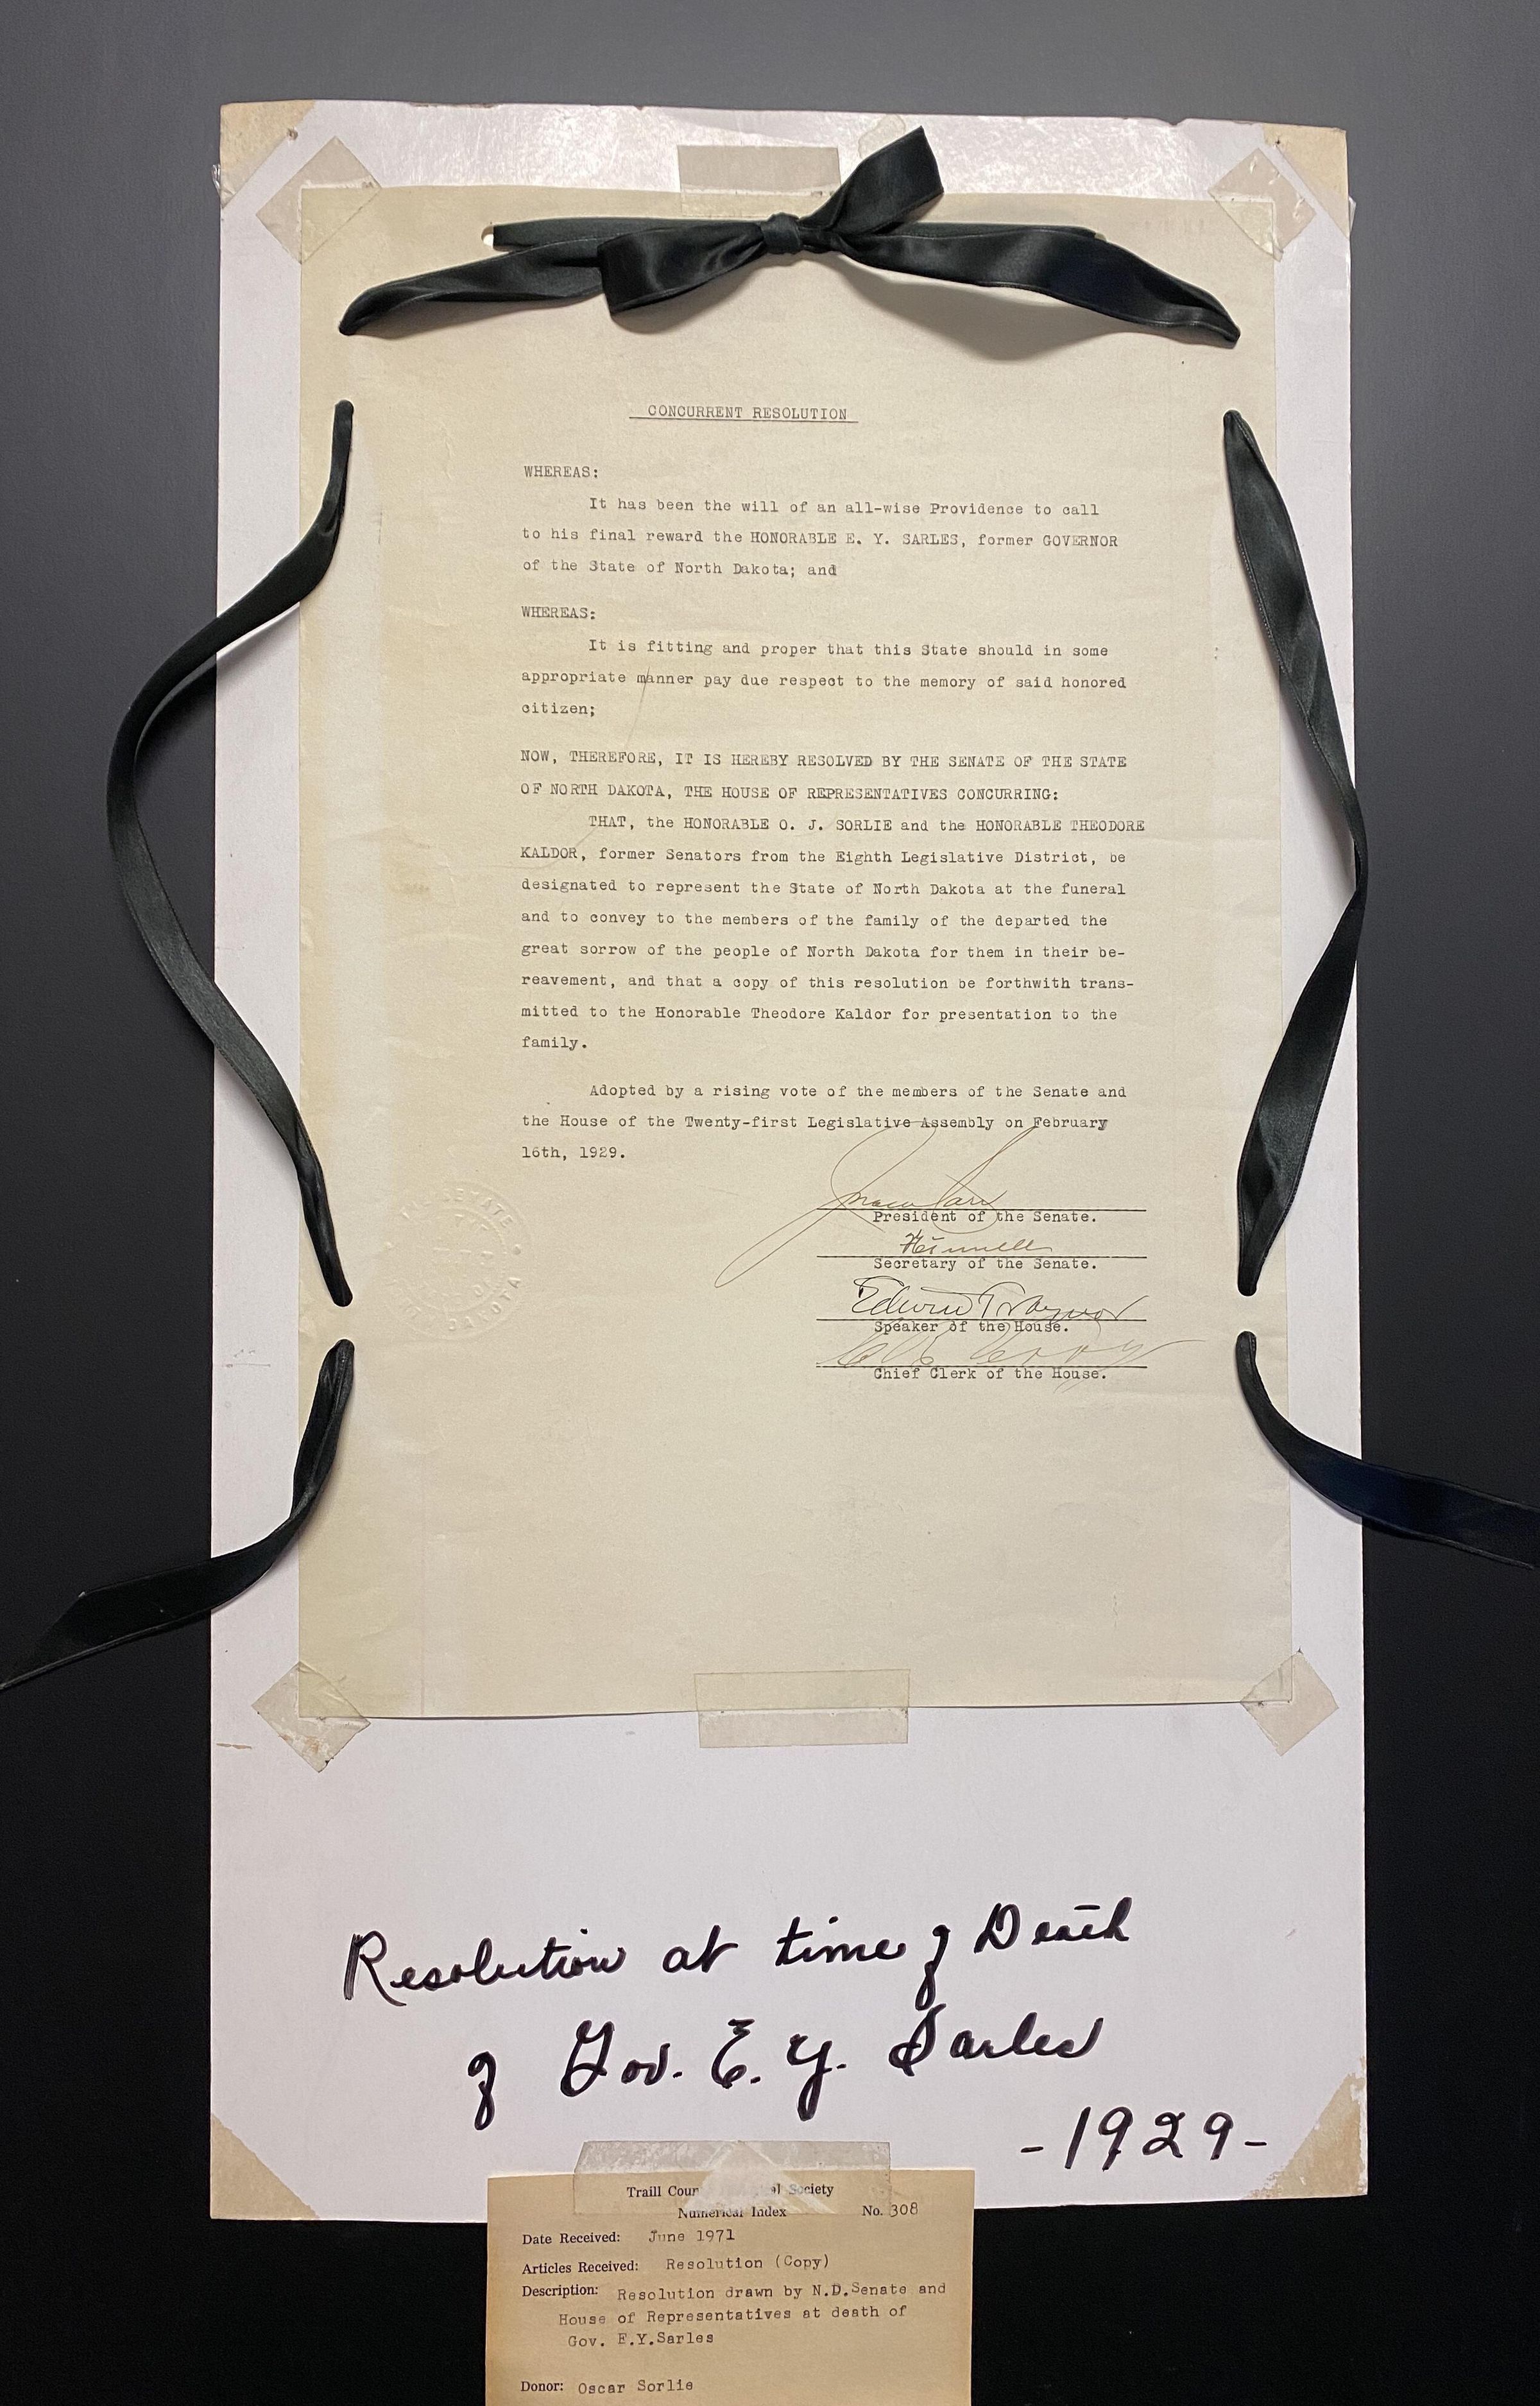 CONCURRENT RESOLUTION
WHEREAS:
It has been the will of an all-wise Providence to call
to his final reward the HONORABLE E. Y. SARLES, former GOVERNOR
of the State of North Dakota; and
WHEREAS:
It is fitting and proper that this State should in some
appropriate manner pay due respect to the memory of said honored
citizen;
NOW, THEREFORE, IT IS HEREBY RESOLVED BY THE SENATE OF THE STATE
OF NORTH DAKOTA, THE HOUSE OF REPRESENTATIVES CONCURRING:
THAT, the HONORABLE O. J. SORLIE and the HONORABLE THEODORE
KALDOR, former Senators from the Eighth Legislative District, be
designated to represent the State of North Dakota at the funeral
and to convey to the members of the family of the departed the
great sorrow of the people of North Dakota for them in their be-
reavement, and that a copy of this resolution be forthwith trans-
mitted to the Honorable Theodore Kaldor for presentation to the
family.
Adopted by a rising vote of the members of the Senate and
the House of the Twenty-first Legislative Assembly on February
16th, 1929.
SENATE
DAKOTA
President of the Senate.
Secretary of the Senate.
Edwin Traynor
Speaker of the House.
Chief Clerk of the House.
Resolution at time of Death
of Gov. E. Y. Sarles
-1929-
Traill Society
Numerical Index No. 308
Date Received: June 1971
Articles Received: Resolution (Copy)
Description: Resolution drawn by N.D.Senate and
House of Representatives at death of
Gov. E.Y.Sarles
Donor: Oscar Sorlie